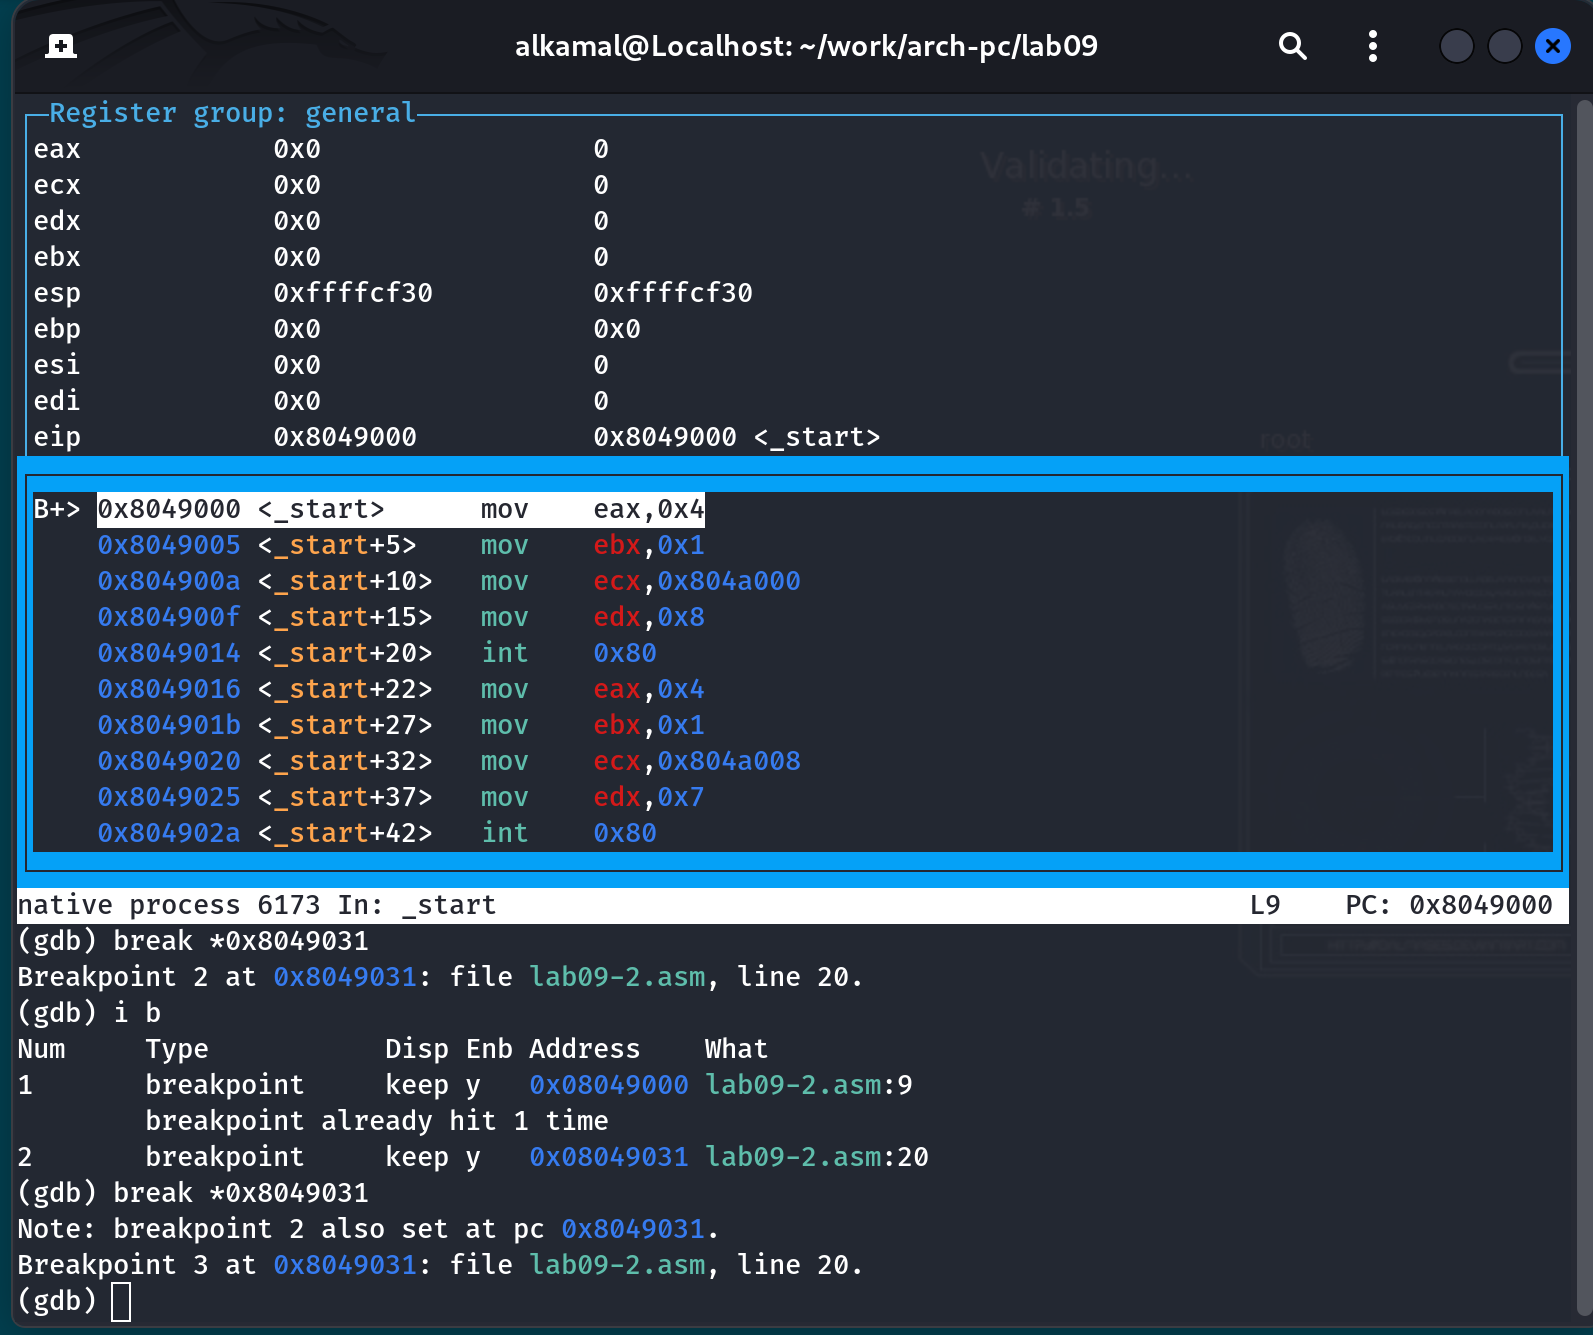 alkamal@Localhost: ~/work/arch-pc/lab09
Register group: general
eax 0x0 0
ecx 0x0 0
edx 0x0 0
ebx 0x0 0
esp 0xffffcf30 0xffffcf30
ebp 0x0 0x0
esi 0x0 0
edi 0x0 0
eip 0x8049000 0x8049000 <_start>
Validating...
# 1.5
root
B+> 0x8049000 <_start> mov eax,0x4
0x8049005 <_start+5> mov ebx,0x1
0x804900a <_start+10> mov ecx,0x804a000
0x804900f <_start+15> mov edx,0x8
0x8049014 <_start+20> int 0x80
0x8049016 <_start+22> mov eax,0x4
0x804901b <_start+27> mov ebx,0x1
0x8049020 <_start+32> mov ecx,0x804a008
0x8049025 <_start+37> mov edx,0x7
0x804902a <_start+42> int 0x80
native process 6173 In: _start L9 PC: 0x8049000
(gdb) break *0x8049031
Breakpoint 2 at 0x8049031: file lab09-2.asm, line 20.
(gdb) i b
Num Type Disp Enb Address What
1 breakpoint keep y 0x08049000 lab09-2.asm:9
breakpoint already hit 1 time
2 breakpoint keep y 0x08049031 lab09-2.asm:20
(gdb) break *0x8049031
Note: breakpoint 2 also set at pc 0x8049031.
Breakpoint 3 at 0x8049031: file lab09-2.asm, line 20.
(gdb)